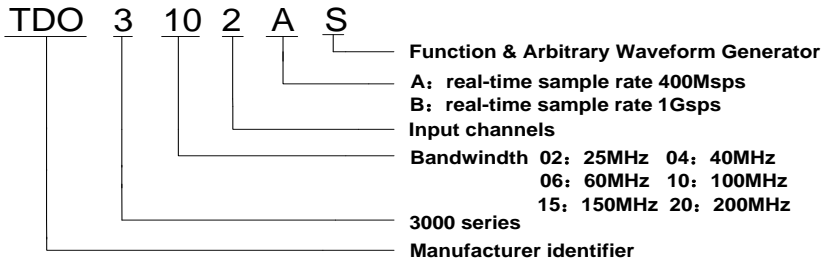 TDO 3 10 2 A S
Function & Arbitrary Waveform Generator
A：real-time sample rate 400Msps
B：real-time sample rate 1Gsps
Input channels
Bandwindth 02：25MHz 04：40MHz
06：60MHz 10：100MHz
15：150MHz 20：200MHz
3000 series
Manufacturer identifier